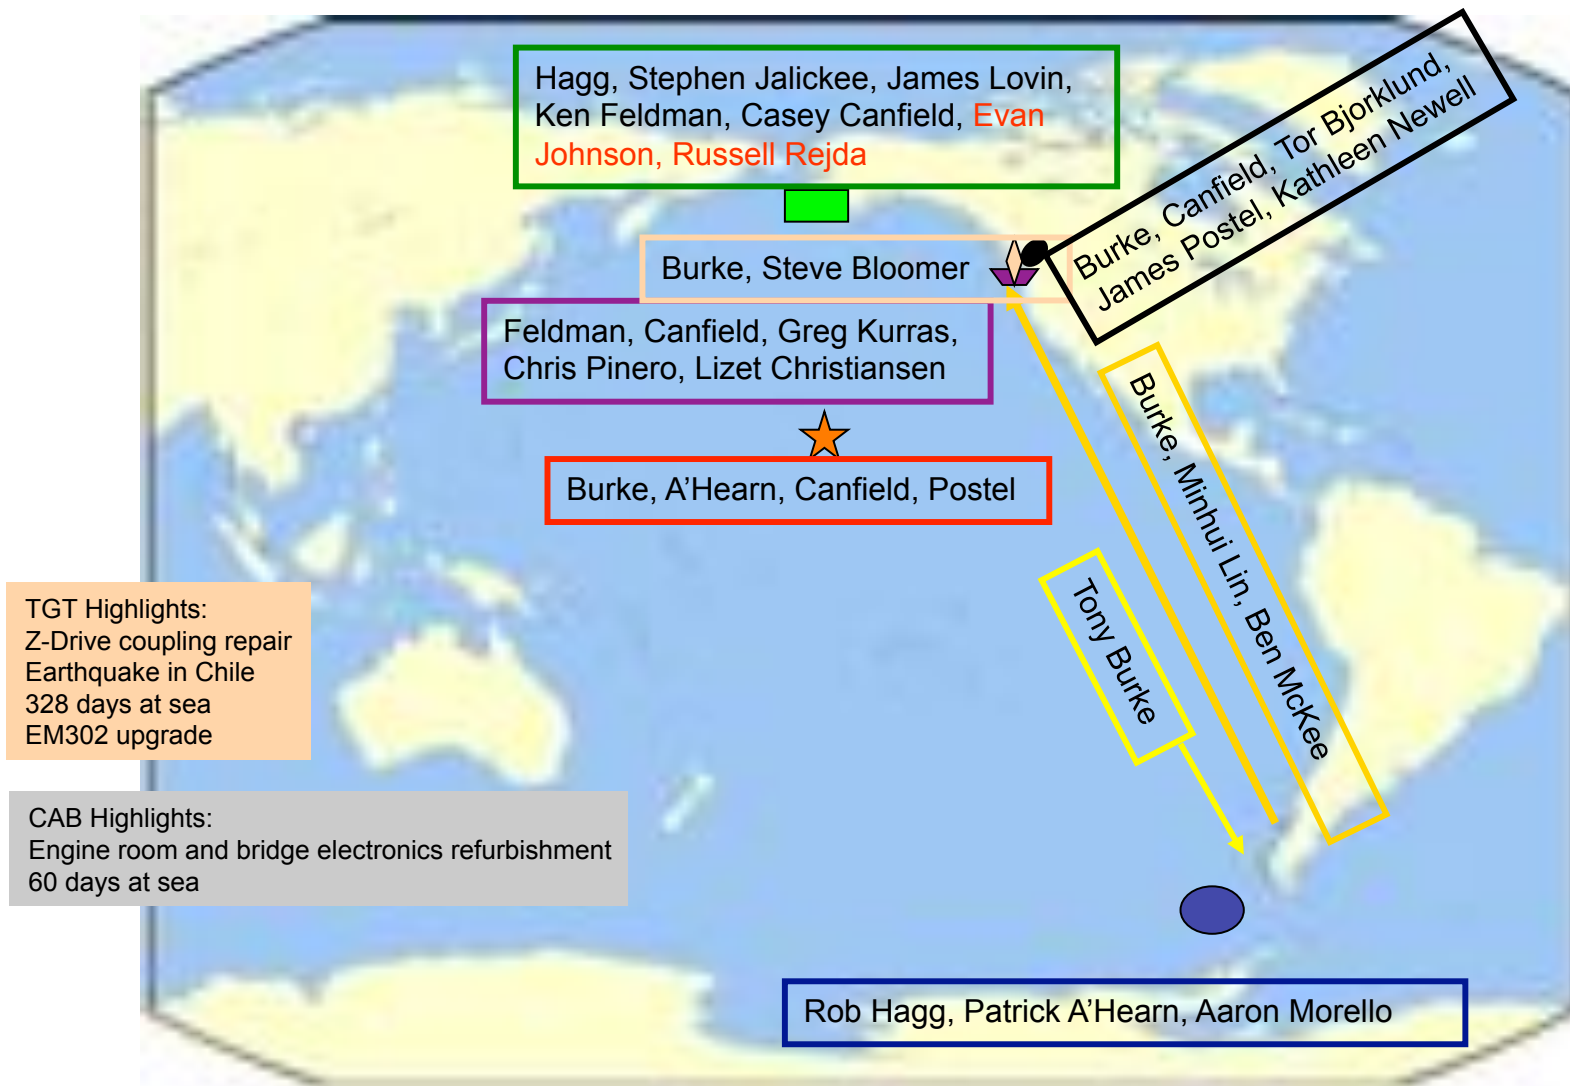 Hagg, Stephen Jalickee, James Lovin,
Ken Feldman, Casey Canfield, Evan
Johnson, Russell Rejda
Burke, Canfield, Tor Bjorklund,
James Postel, Kathleen Newell
Burke, Steve Bloomer
Feldman, Canfield, Greg Kurras,
Chris Pinero, Lizet Christiansen
Burke, A’Hearn, Canfield, Postel
Burke, Minhui Lin, Ben McKee
Tony Burke
TGT Highlights:
Z-Drive coupling repair
Earthquake in Chile
328 days at sea
EM302 upgrade
CAB Highlights:
Engine room and bridge electronics refurbishment
60 days at sea
Rob Hagg, Patrick A’Hearn, Aaron Morello